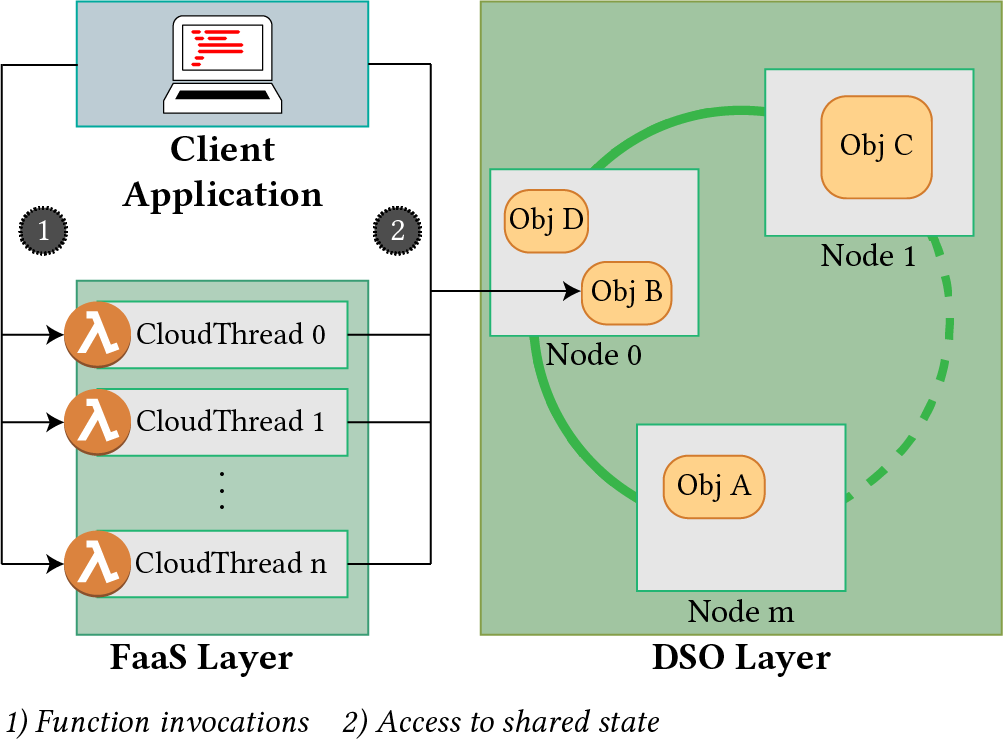 Client
Application
1
2
CloudThread 0
CloudThread 1
CloudThread n
FaaS Layer
Obj C
Node 1
Obj D
Obj B
Node 0
Obj A
Node m
DSO Layer
1) Function invocations 2) Access to shared state